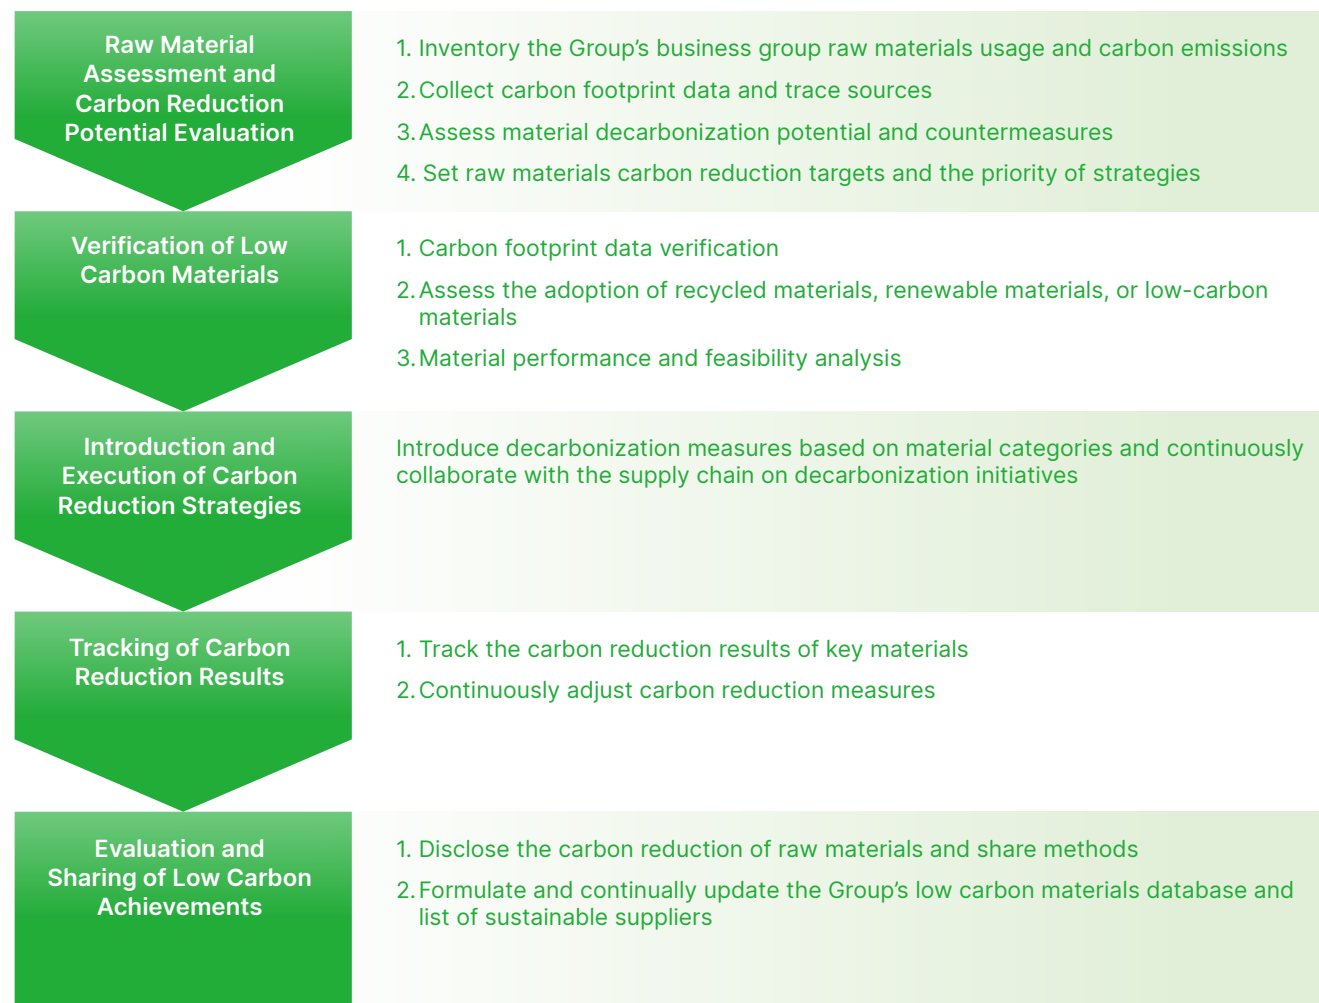 Raw Material
Assessment and
Carbon Reduction
Potential Evaluation
1. Inventory the Group’s business group raw materials usage and carbon emissions
2. Collect carbon footprint data and trace sources
3. Assess material decarbonization potential and countermeasures
4. Set raw materials carbon reduction targets and the priority of strategies
Verification of Low
Carbon Materials
1. Carbon footprint data verification
2. Assess the adoption of recycled materials, renewable materials, or low-carbon
materials
3. Material performance and feasibility analysis
Introduction and
Execution of Carbon
Reduction Strategies
Introduce decarbonization measures based on material categories and continuously
collaborate with the supply chain on decarbonization initiatives
Tracking of Carbon
Reduction Results
1. Track the carbon reduction results of key materials
2. Continuously adjust carbon reduction measures
Evaluation and
Sharing of Low Carbon
Achievements
1. Disclose the carbon reduction of raw materials and share methods
2. Formulate and continually update the Group’s low carbon materials database and
list of sustainable suppliers